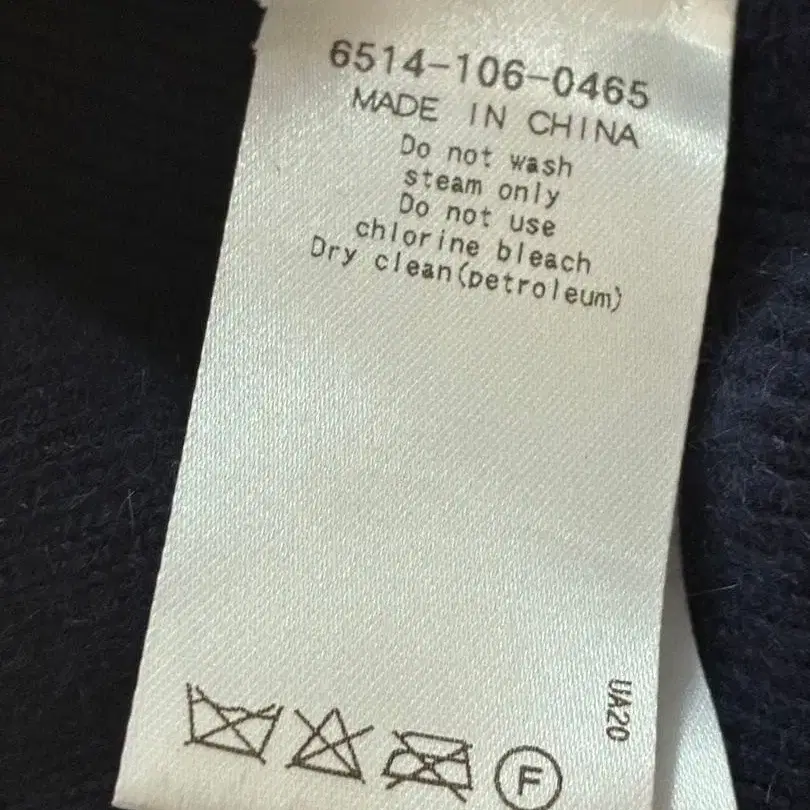 6514-106-0465
MADE IN CHINA
Do not wash
steam only
Do not use
chlorine bleach
Dry clean(petroleum)
UA20
F